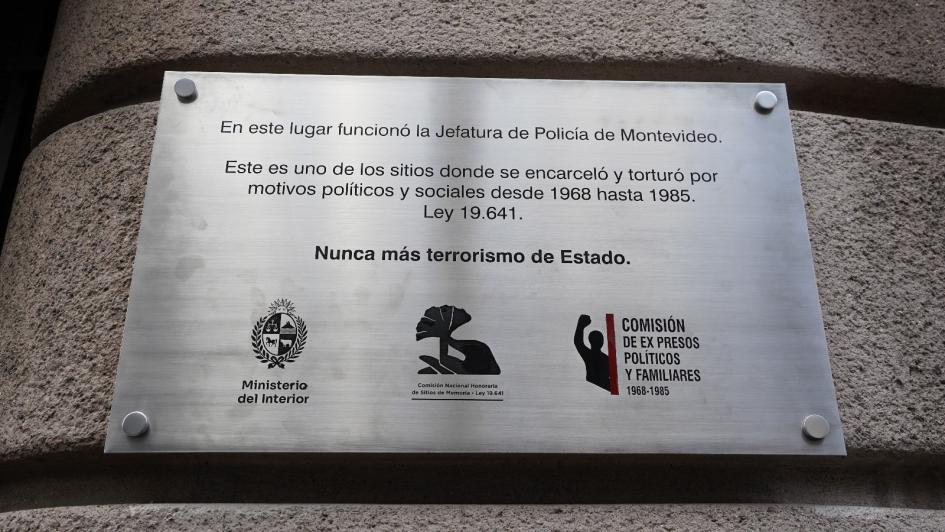 En este lugar funcionó la Jefatura de Policía de Montevideo.
Este es uno de los sitios donde se encarceló y torturó por
motivos políticos y sociales desde 1968 hasta 1985.
Ley 19.641.
Nunca más terrorismo de Estado.
Ministerio
del Interior
Comisión Nacional Honoraria
de Sitios de Memoria - Ley 19.641
COMISIÓN
DE EX PRESOS
POLÍTICOS
Y FAMILIARES
1968-1985